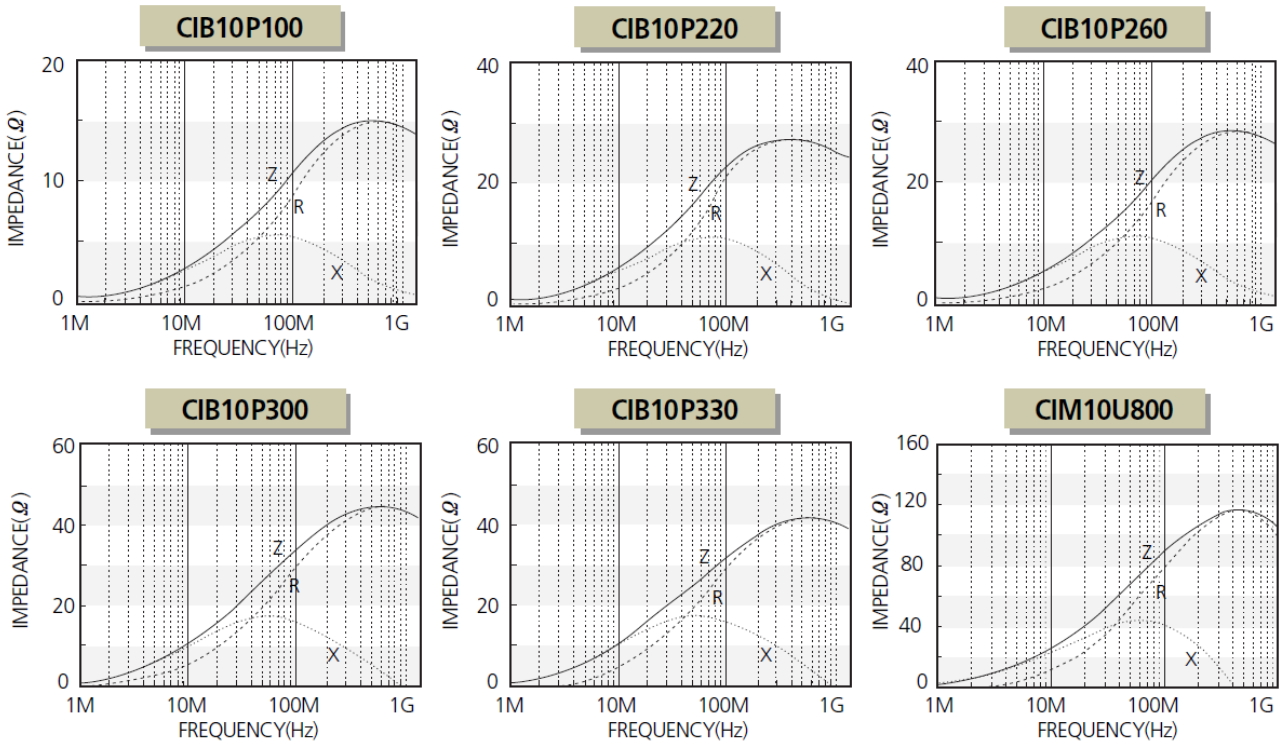 CIB10P100
20
10
0
IMPEDANCE(Ω)
Z
R
X
1M 10M 100M 1G
FREQUENCY(Hz)
CIB10P220
40
20
0
IMPEDANCE(Ω)
Z
R
X
1M 10M 100M 1G
FREQUENCY(Hz)
CIB10P260
40
20
0
IMPEDANCE(Ω)
Z
R
X
1M 10M 100M 1G
FREQUENCY(Hz)
CIB10P300
60
40
20
0
IMPEDANCE(Ω)
Z
R
X
1M 10M 100M 1G
FREQUENCY(Hz)
CIB10P330
60
40
20
0
IMPEDANCE(Ω)
Z
R
X
1M 10M 100M 1G
FREQUENCY(Hz)
CIM10U800
160
120
80
40
0
IMPEDANCE(Ω)
Z
R
X
1M 10M 100M 1G
FREQUENCY(Hz)